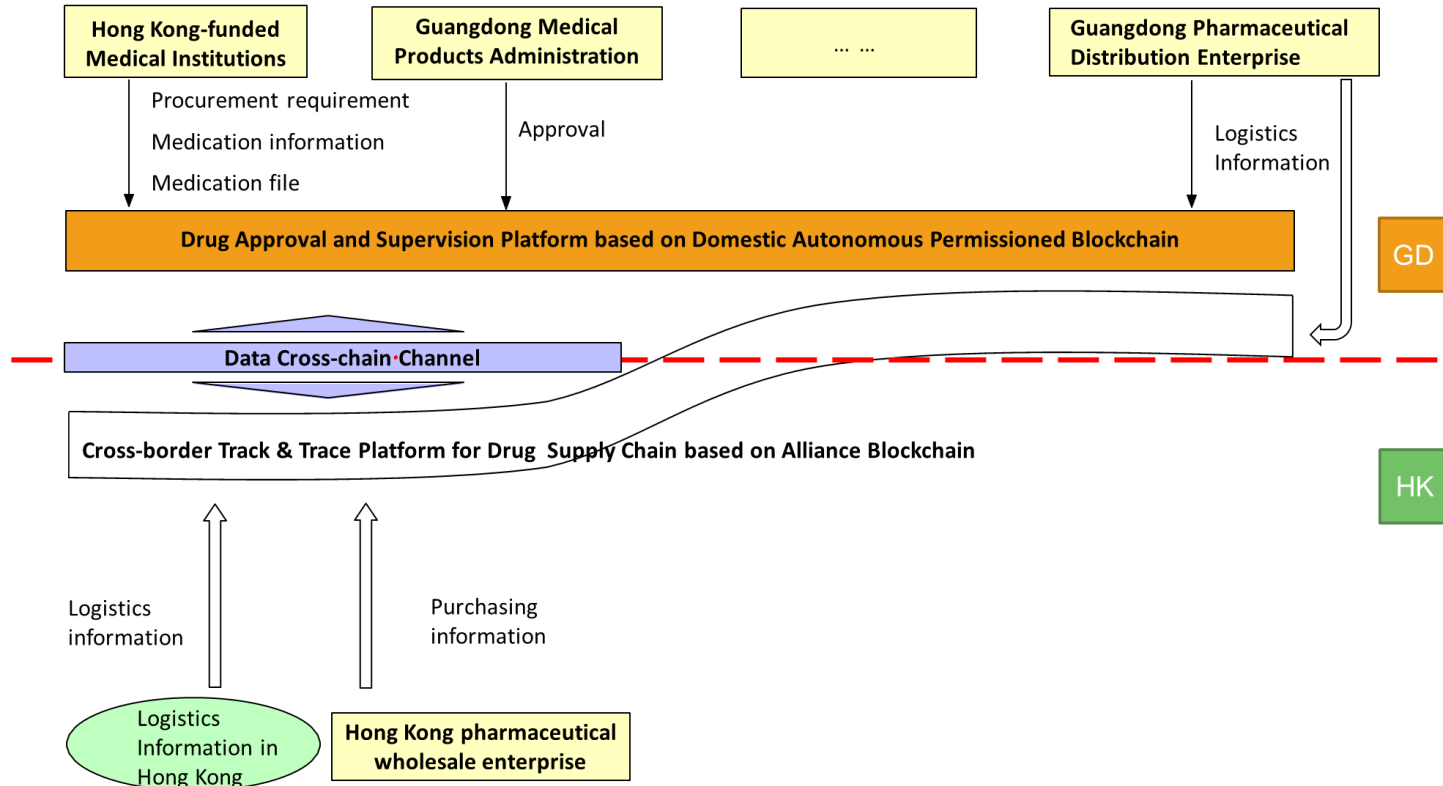 Hong Kong-funded
Medical Institutions
Guangdong Medical
Products Administration
... ...
Guangdong Pharmaceutical
Distribution Enterprise
Procurement requirement
Medication information
Medication file
Approval
Logistics
Information
Drug Approval and Supervision Platform based on Domestic Autonomous Permissioned Blockchain
GD
Data Cross-chain·Channel
Cross-border Track & Trace Platform for Drug Supply Chain based on Alliance Blockchain
HK
Logistics
information
Purchasing
information
Logistics
Information in
Hong Kong
Hong Kong pharmaceutical
wholesale enterprise